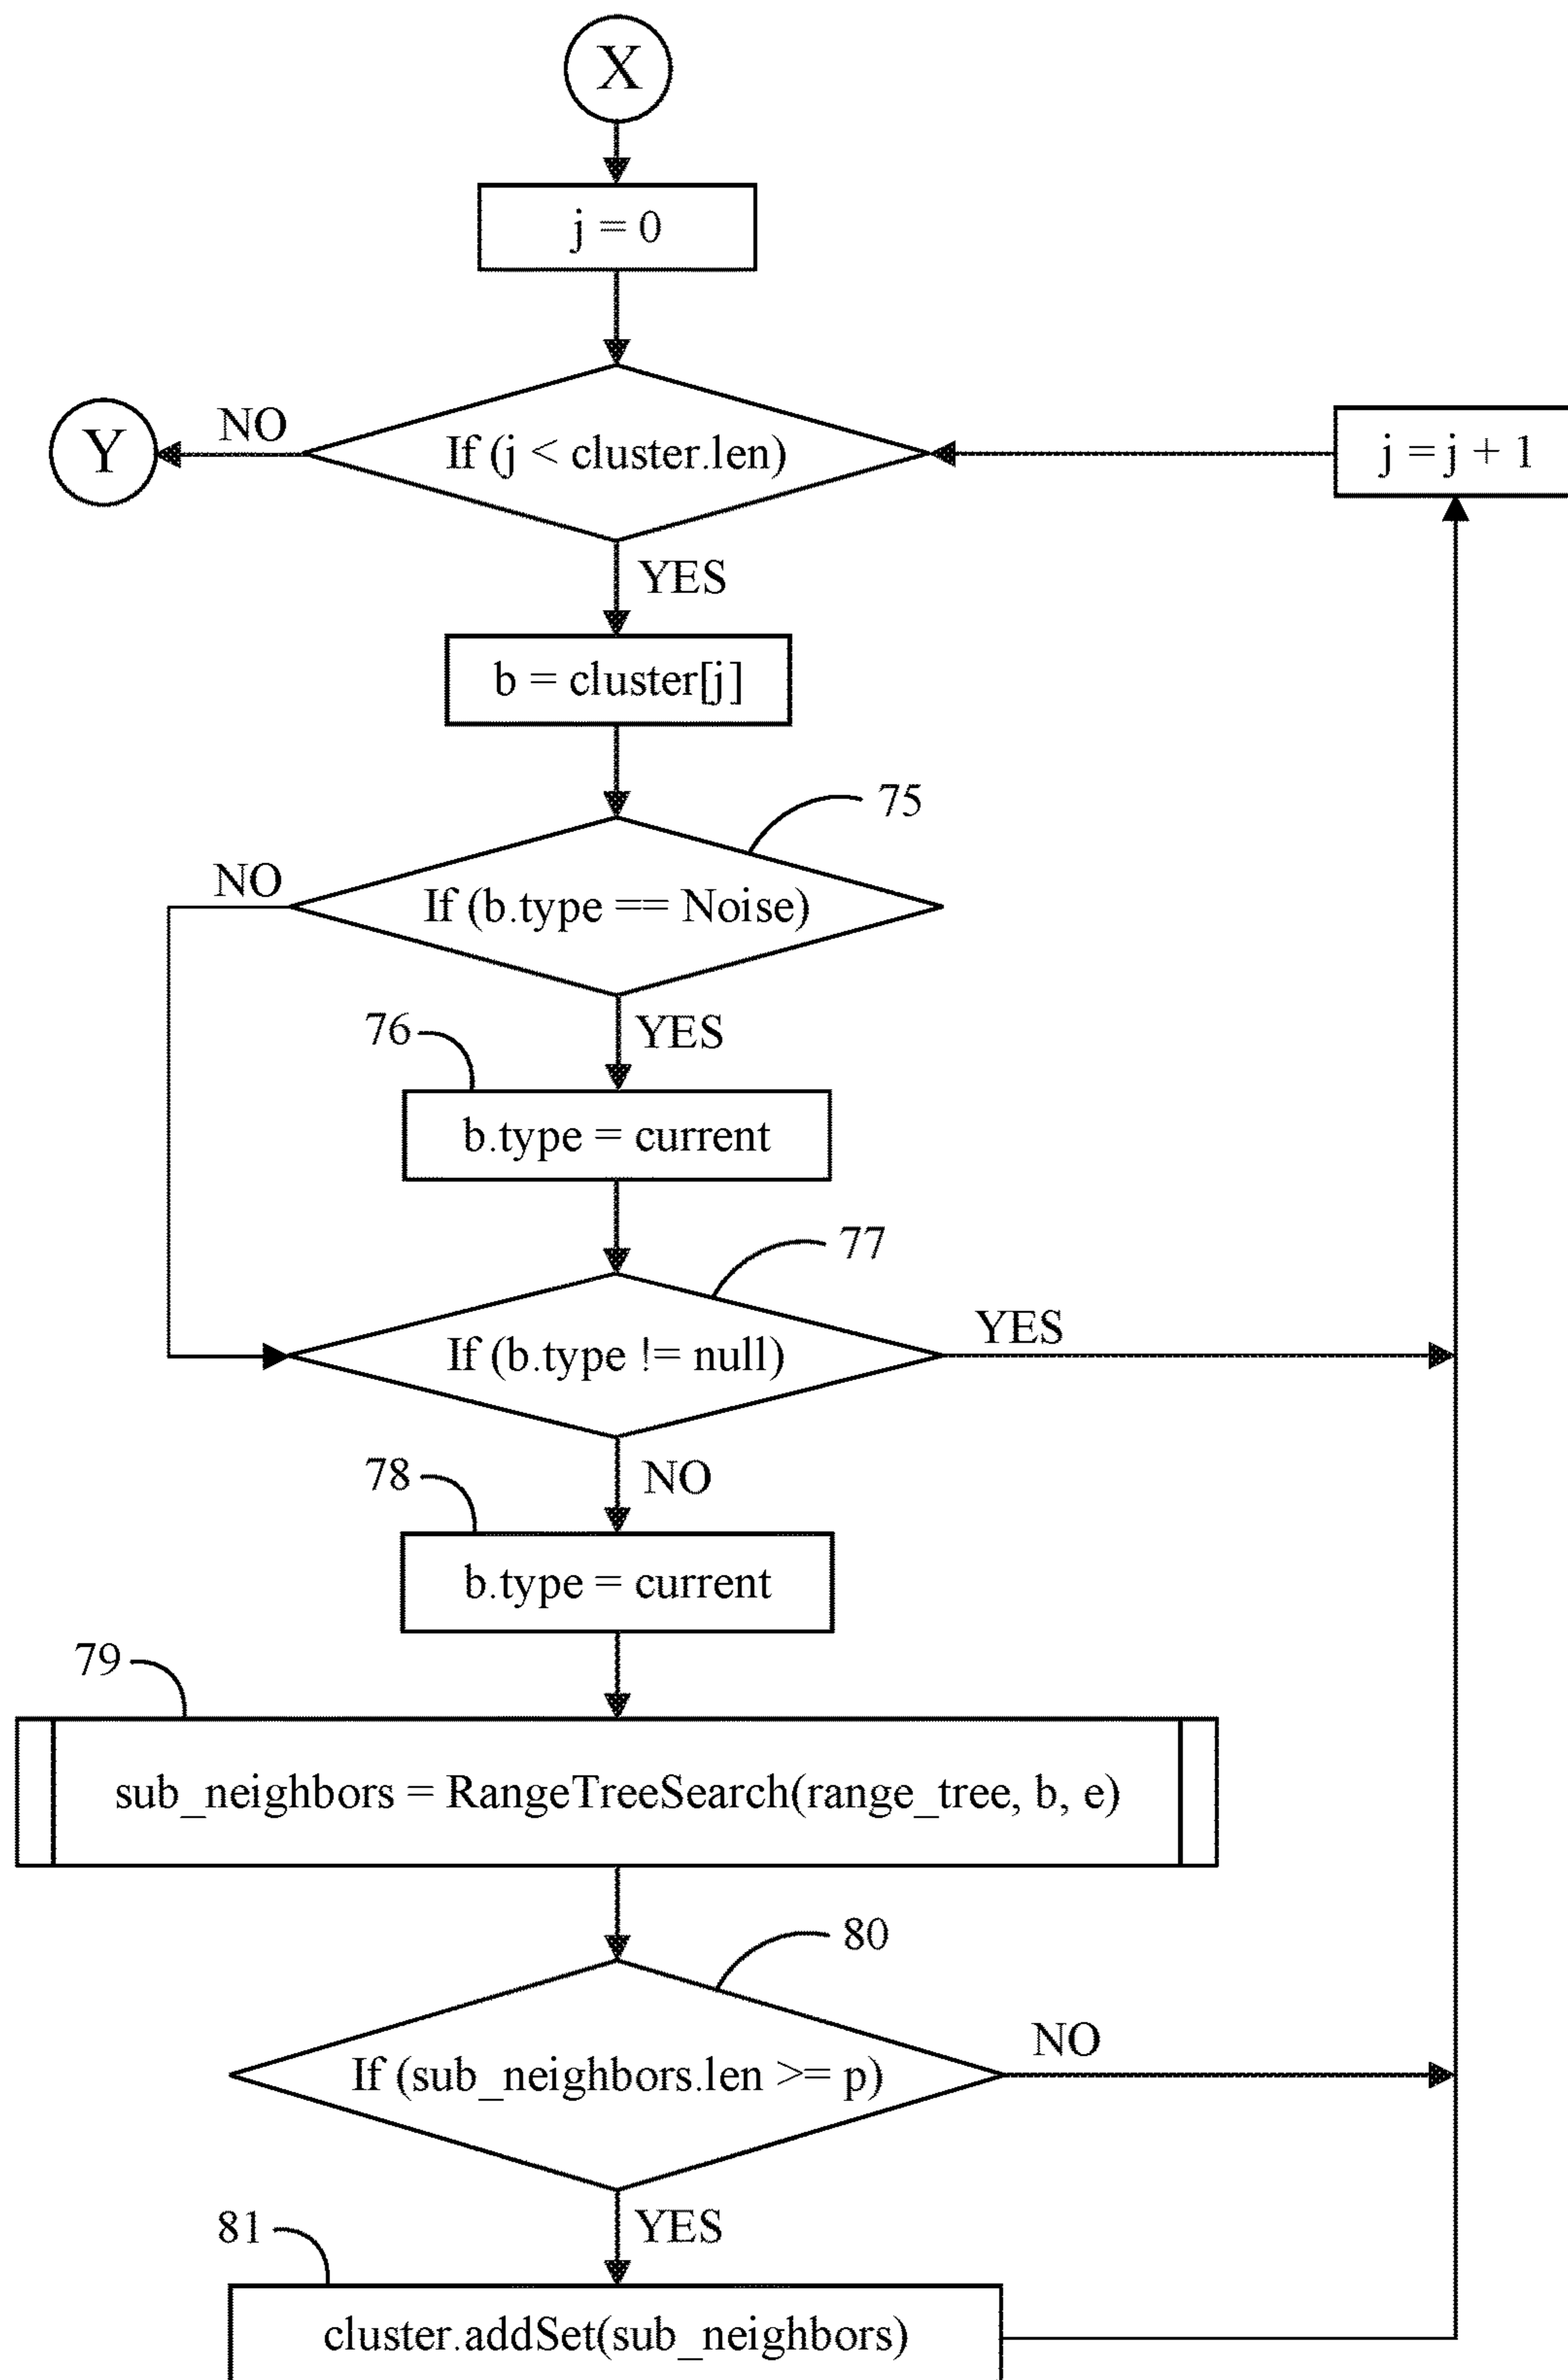 X
j = 0
If (j < cluster.len)
NO
Y
j = j + 1
YES
b = cluster[j]
75
If (b.type == Noise)
NO
YES
76
b.type = current
77
If (b.type != null)
YES
NO
78
b.type = current
79
sub_neighbors = RangeTreeSearch(range_tree, b, e)
80
If (sub_neighbors.len >= p)
NO
YES
81
cluster.addSet(sub_neighbors)